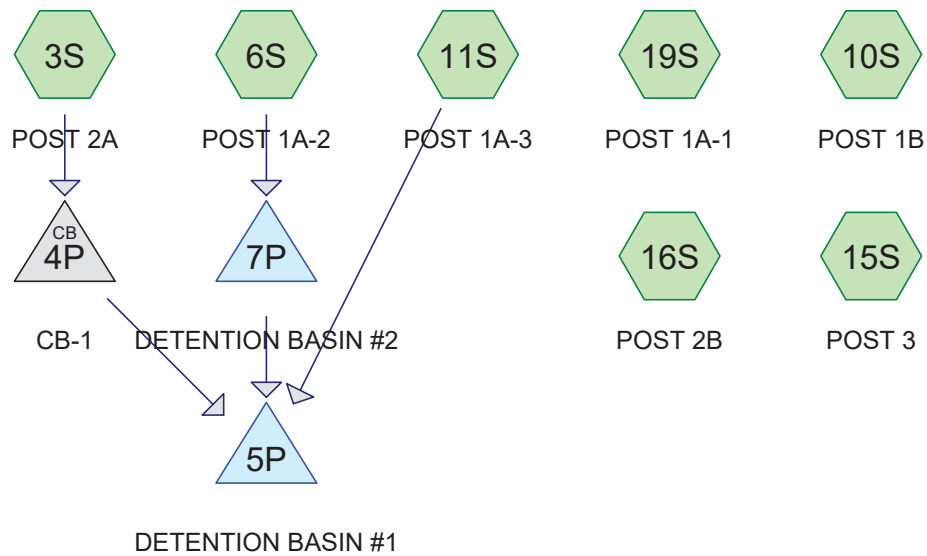 3S
6S
11S
19S
10S
POST 2A
POST 1A-2
POST 1A-3
POST 1A-1
POST 1B
CB
4P
7P
16S
15S
CB-1
DETENTION BASIN #2
POST 2B
POST 3
5P
DETENTION BASIN #1